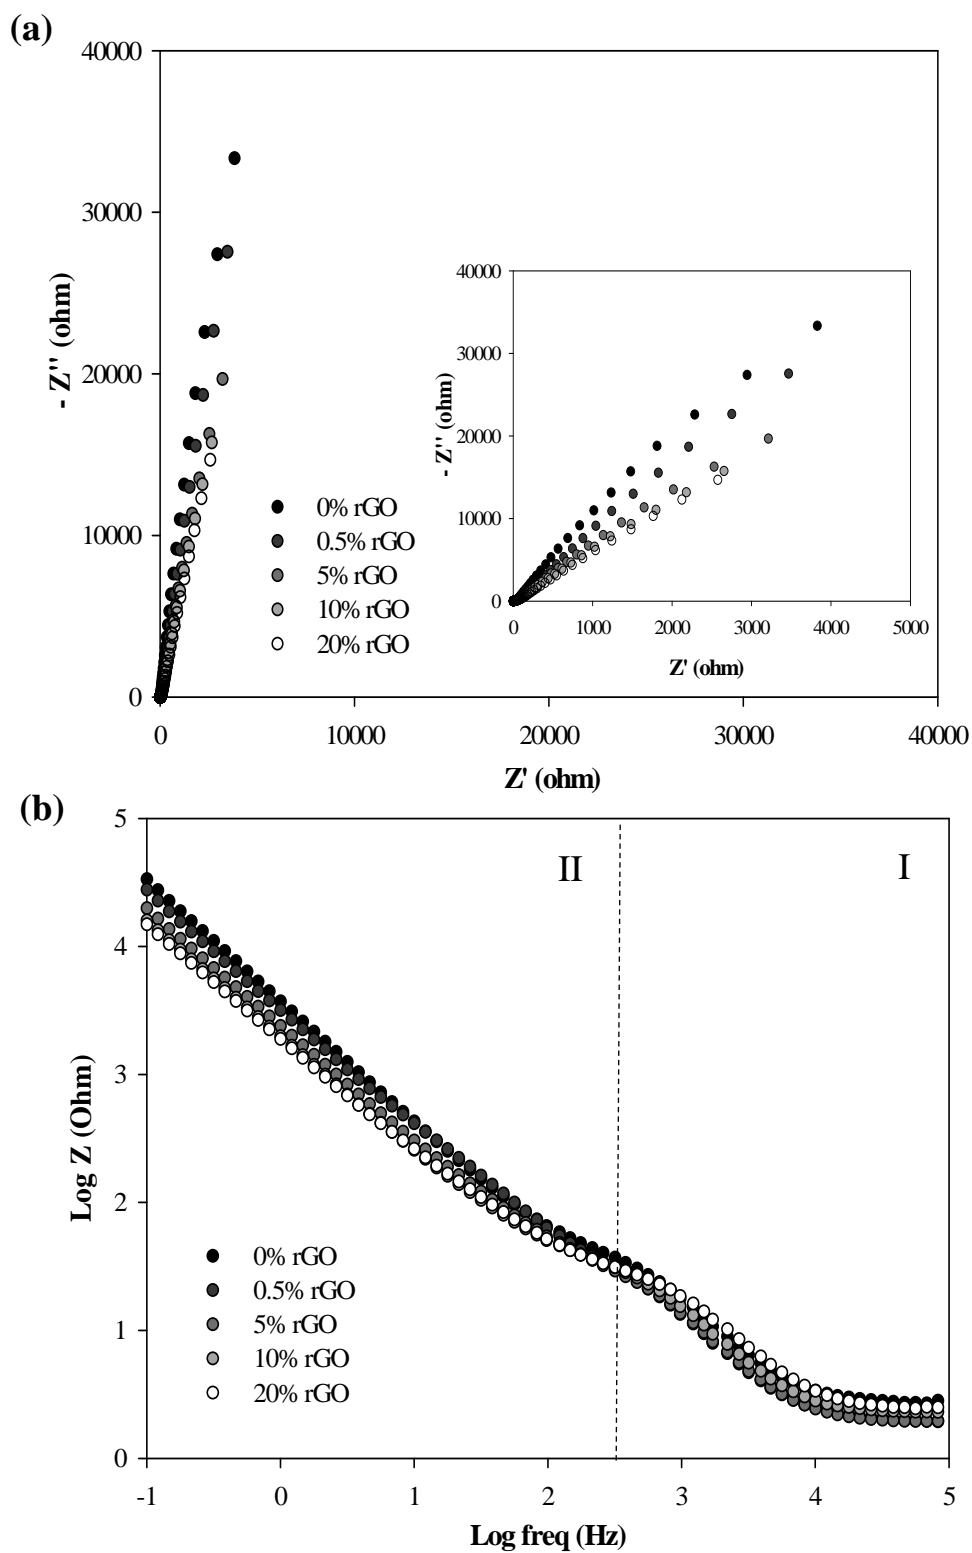 (a)
40000
30000
20000
10000
0
- Z'' (ohm)
0 10000 20000 30000 40000
Z' (ohm)
0% rGO
0.5% rGO
5% rGO
10% rGO
20% rGO
40000
30000
20000
10000
0
- Z'' (ohm)
0 1000 2000 3000 4000 5000
Z' (ohm)
(b)
5
4
3
2
1
0
Log Z (Ohm)
II I
0% rGO
0.5% rGO
5% rGO
10% rGO
20% rGO
-1 0 1 2 3 4 5
Log freq (Hz)